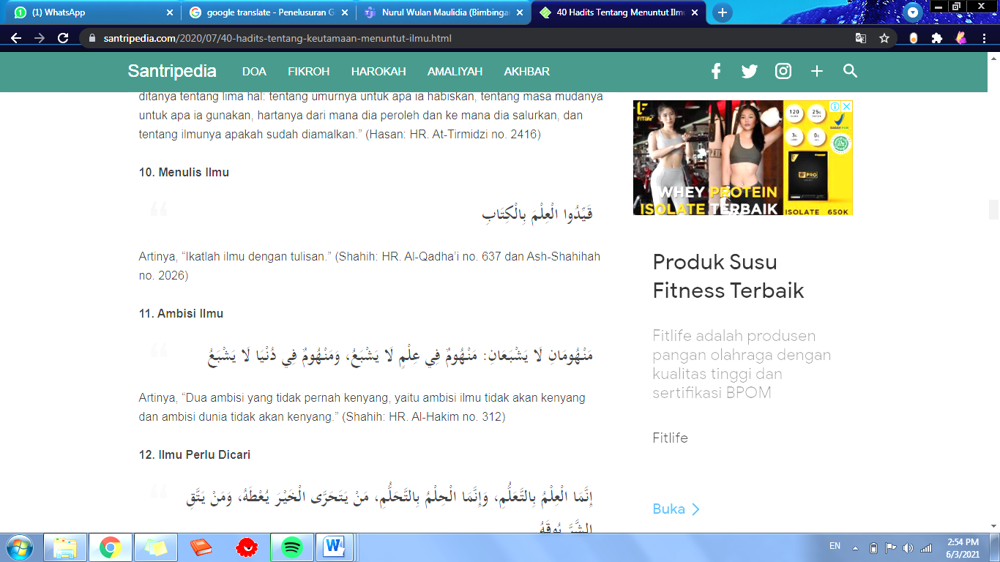 (1) WhatsApp
google translate - Penelusuran G
Nurul Wulan Maulidia (Bimbingan
40 Hadits Tentang Menuntut Ilmu
santripedia.com/2020/07/40-hadits-tentang-keutamaan-menuntut-ilmu.html
Santripedia DOA FIKROH HAROKAH AMALIYAH AKHBAR
ditanya tentang lima hal: tentang umurnya untuk apa ia habiskan, tentang masa mudanya
untuk apa ia gunakan, hartanya dari mana dia peroleh dan ke mana dia salurkan, dan
tentang ilmunya apakah sudah diamalkan.” (Hasan: HR. At-Tirmidzi no. 2416)
10. Menulis Ilmu
قَيِّدُوا الْعِلْمَ بِالْكِتَابِ
Artinya, “Ikatlah ilmu dengan tulisan.” (Shahih: HR. Al-Qadha’i no. 637 dan Ash-Shahihah
no. 2026)
11. Ambisi Ilmu
مَنْهُومَانِ لَا يَشْبَعَانِ: مَنْهُومٌ فِي عِلْمٍ لَا يَشْبَعُ، وَمَنْهُومٌ فِي دُنْيَا لَا يَشْبَعُ
Artinya, “Dua ambisi yang tidak pernah kenyang, yaitu ambisi ilmu tidak akan kenyang
dan ambisi dunia tidak akan kenyang.” (Shahih: HR. Al-Hakim no. 312)
12. Ilmu Perlu Dicari
إِنَّمَا الْعِلْمُ بِالتَّعَلُّمِ، وَإِنَّمَا الْحِلْمُ بِالتَّحَلُّمِ، مَنْ يَتَحَرَّى الْخَيْرَ يُعْطَهُ، وَمَنْ يَتَّقِ
الشَّرَّ يُوقَهُ
FITlife
120
25g
3g
0g
W PRO
WHEY PROTEIN
ISOLATE TERBAIK
ISOLATE 650K
Produk Susu
Fitness Terbaik
Fitlife adalah produsen
pangan olahraga dengan
kualitas tinggi dan
sertifikasi BPOM
Fitlife
Buka
EN
2:54 PM
6/3/2021